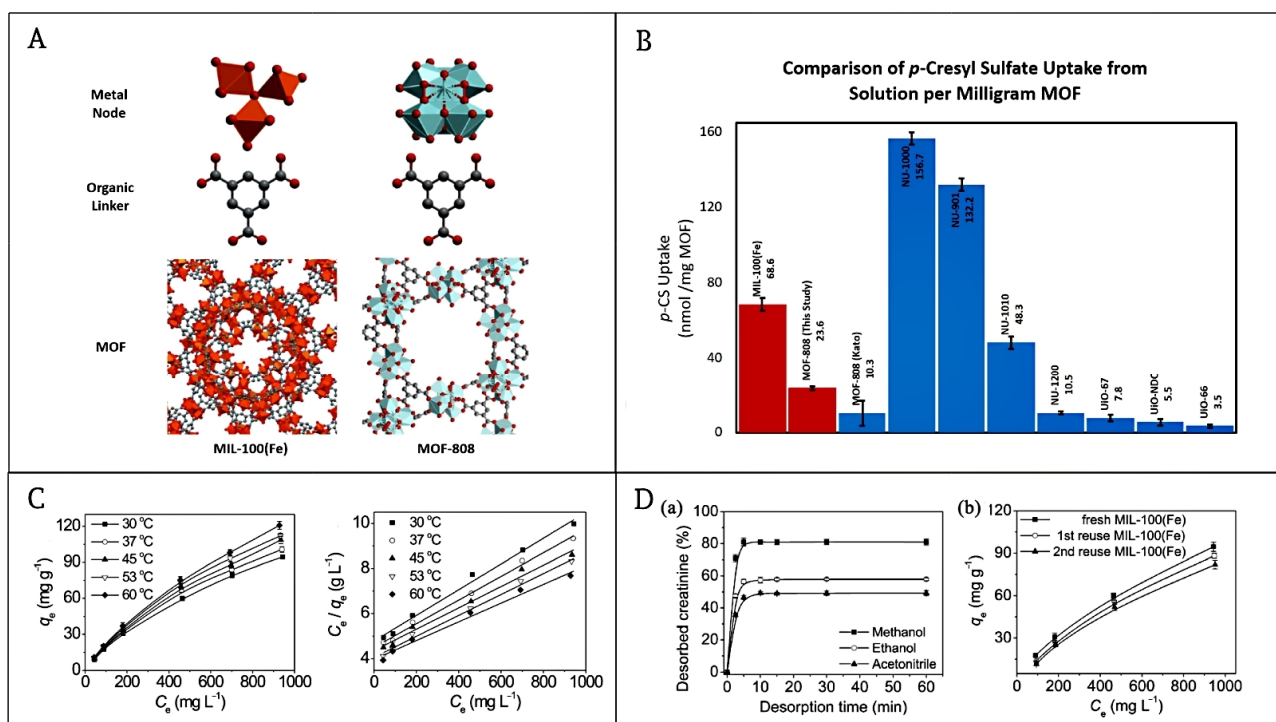 A
Metal
Node
Organic
Linker
MOF
MIL-100(Fe)
MOF-808
B
Comparison of p-Cresyl Sulfate Uptake from
Solution per Milligram MOF
p-CS Uptake
(nmol /mg MOF)
160
120
80
40
0
MIL-100(Fe)
68.6
MOF-808 (This Study)
23.6
MOF-808 (Kato)
10.3
NU-1000
156.7
NU-901
132.2
NU-1010
48.3
NU-1200
10.5
UiO-67
7.8
UiO-NDC
5.5
UiO-66
3.5
C
120
90
60
30
0
qe (mg g⁻¹)
30 °C
37 °C
45 °C
53 °C
60 °C
0 200 400 600 800 1000
Ce (mg L⁻¹)
10
8
6
4
Ce / qe (g L⁻¹)
30 °C
37 °C
45 °C
53 °C
60 °C
0 200 400 600 800 1000
Ce (mg L⁻¹)
D
(a)
100
80
60
40
20
0
Desorbed creatinine (%)
Methanol
Ethanol
Acetonitrile
0 10 20 30 40 50 60
Desorption time (min)
(b)
120
90
60
30
qe (mg g⁻¹)
fresh MIL-100(Fe)
1st reuse MIL-100(Fe)
2nd reuse MIL-100(Fe)
0 200 400 600 800 1000
Ce (mg L⁻¹)